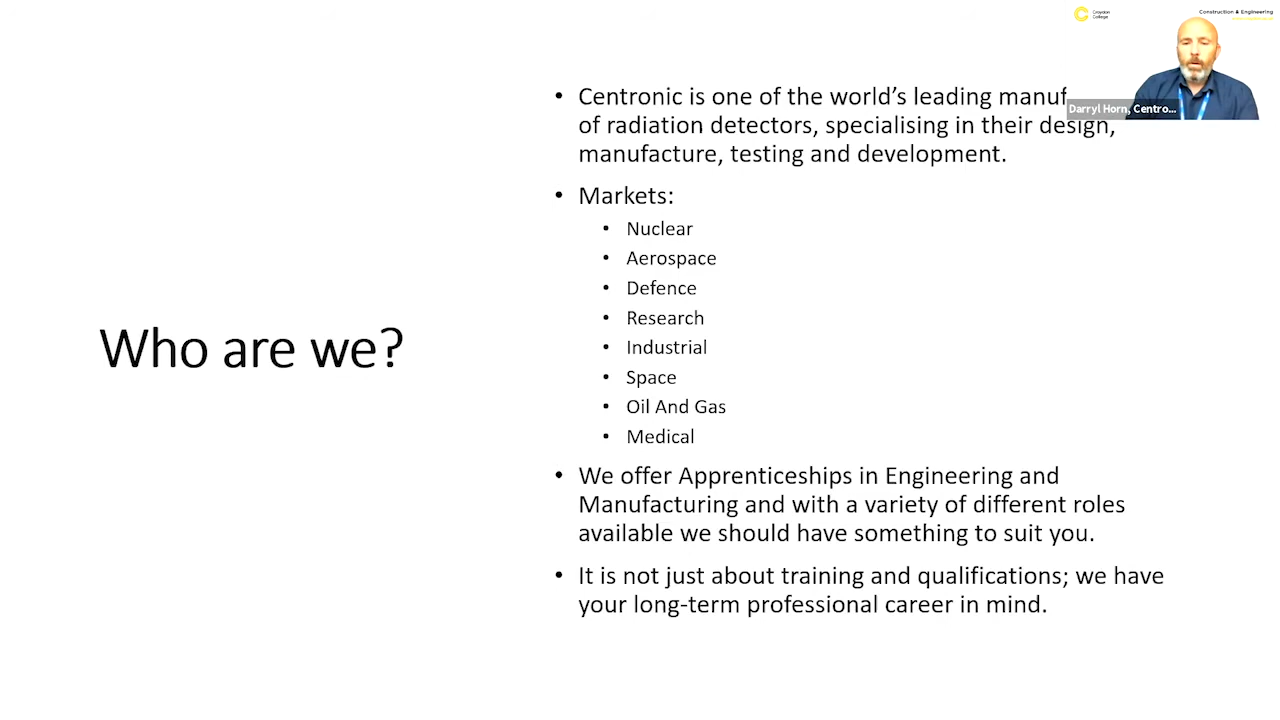 Croydon
College
Construction & Engineering
Darryl Horn, Centro...
Who are we?
• Centronic is one of the world's leading manuf
of radiation detectors, specialising in their design,
manufacture, testing and development.
• Markets:
• Nuclear
• Aerospace
• Defence
• Research
• Industrial
• Space
• Oil And Gas
• Medical
• We offer Apprenticeships in Engineering and
Manufacturing and with a variety of different roles
available we should have something to suit you.
• It is not just about training and qualifications; we have
your long-term professional career in mind.